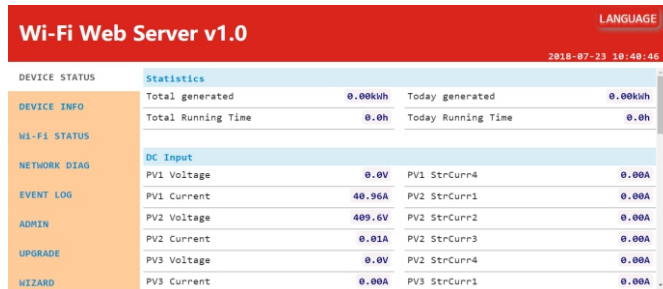 LANGUAGE
Wi-Fi Web Server v1.0
2018-07-23 10:40:46
DEVICE STATUS
DEVICE INFO
Wi-Fi STATUS
NETWORK DIAG
EVENT LOG
ADMIN
UPGRADE
WIZARD
Statistics
Total generated 0.00kWh Today generated 0.00kWh
Total Running Time 0.0h Today Running Time 0.0h
DC Input
PV1 Voltage 0.0V PV1 StrCurr4 0.00A
PV1 Current 40.96A PV2 StrCurr1 0.00A
PV2 Voltage 409.6V PV2 StrCurr2 0.00A
PV2 Current 0.01A PV2 StrCurr3 0.00A
PV3 Voltage 0.0V PV2 StrCurr4 0.00A
PV3 Current 0.00A PV3 StrCurr1 0.00A